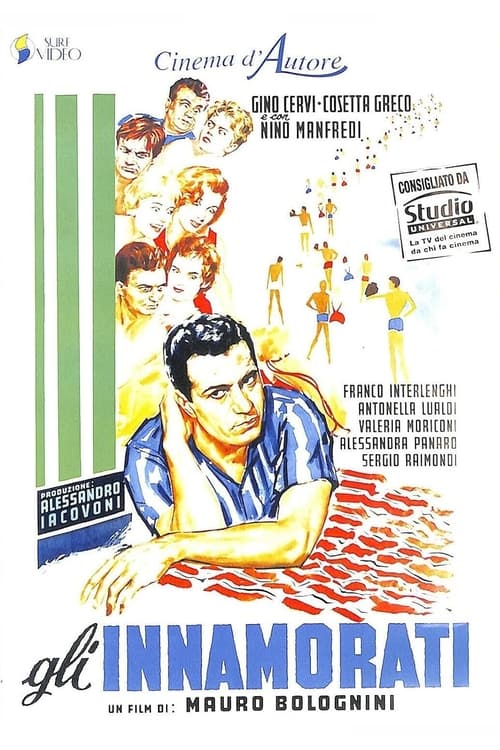 SURF
VIDEO
Cinema d'Autore
GINO CERVI • COSETTA GRECO
e con
NINO MANFREDI
CONSIGLIATO DA
Studio
UNIVERSAL
La TV del cinema
da chi fa cinema
FRANCO INTERLENGHI
ANTONELLA LUALDI
VALERIA MORICONI
ALESSANDRA PANARO
SERGIO RAIMONDI
PRODUZIONE:
ALESSANDRO
IACOVONI
gli INNAMORATI
UN FILM DI: MAURO BOLOGNINI